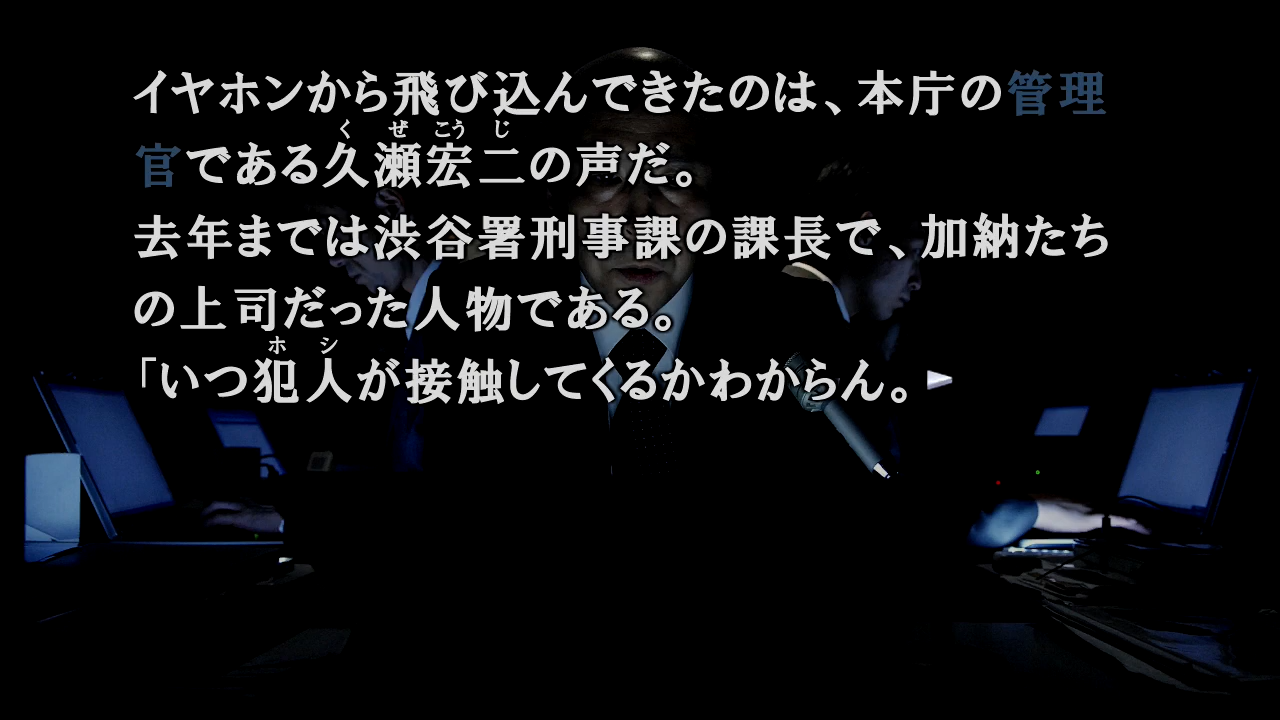 イヤホンから飛び込んできたのは、本庁の管理
官である久瀬宏二の声だ。
去年までは渋谷署刑事課の課長で、加納たち
の上司だった人物である。
「いつ犯人が接触してくるかわからん。